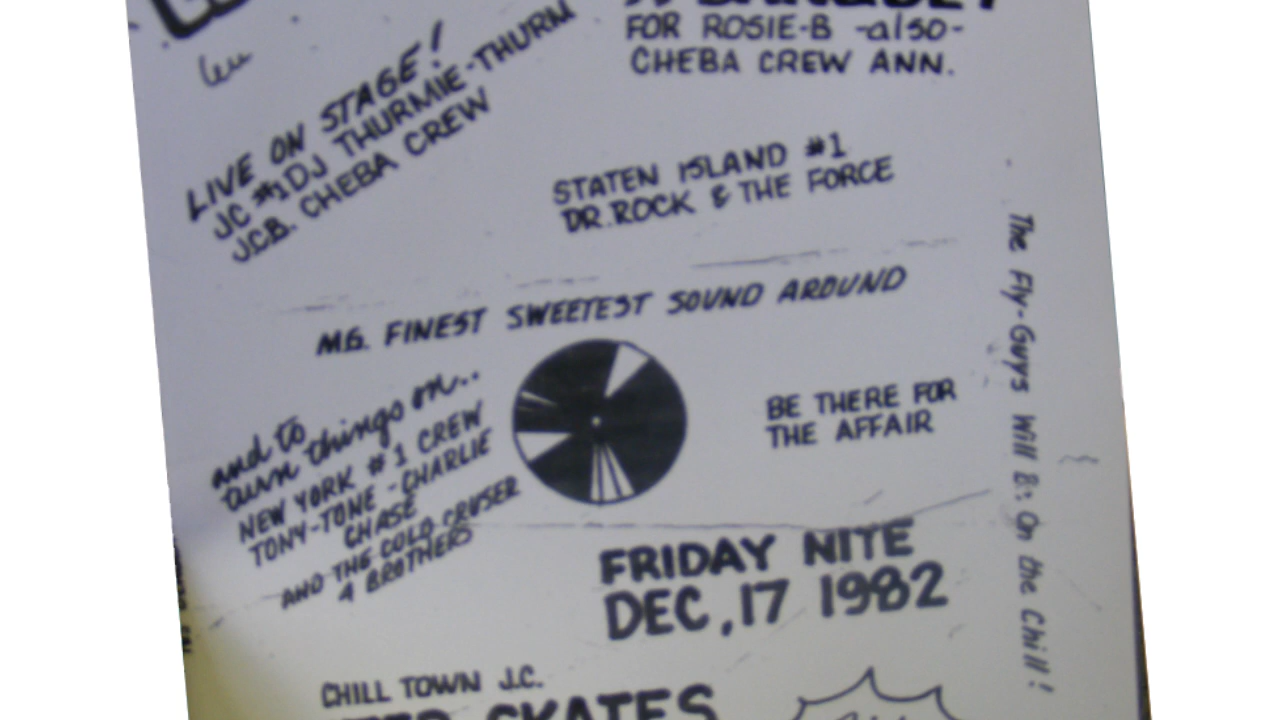 FOR ROSIE-B -also-
CHEBA CREW ANN.
LIVE ON STAGE!
JC #1 DJ THURMIE-THURM
J.C.B. CHEBA CREW
STATEN ISLAND #1
DR. ROCK & THE FORCE
M.G. FINEST SWEETEST SOUND AROUND
and to
turn things on...
NEW YORK #1 CREW
TONY-TONE - CHARLIE
CHASE
AND THE COLD CRUSER
4 BROTHERS
BE THERE FOR
THE AFFAIR
The Fly-Guys Will B: On the Chill!
FRIDAY NITE
DEC, 17 1982
CHILL TOWN J.C.
SKATES